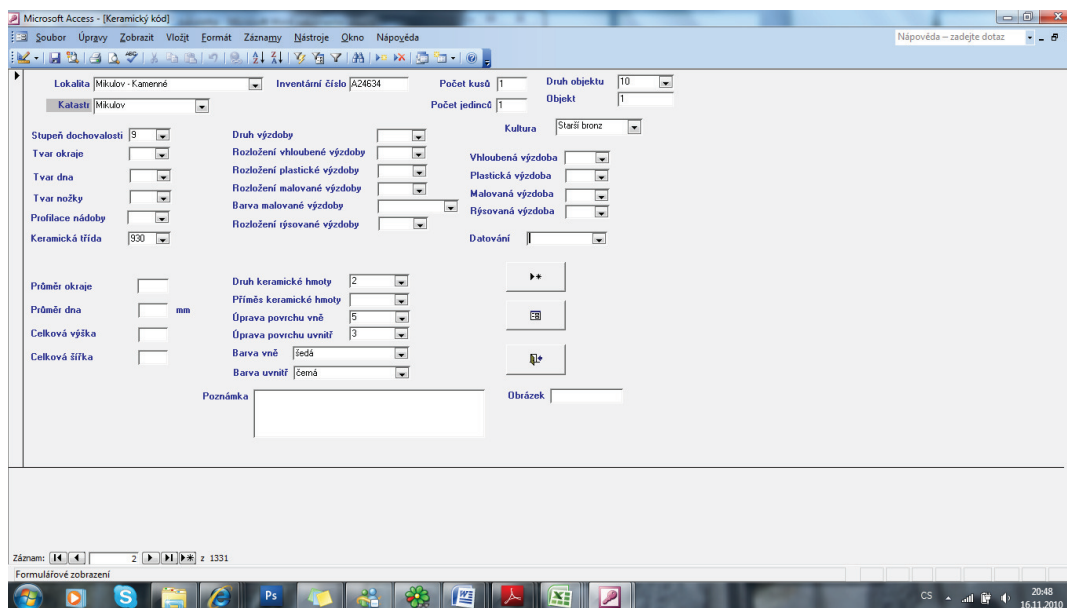 Microsoft Access - [Keramický kód]
Soubor Úpravy Zobrazit Vložit Formát Záznamy Nástroje Okno Nápověda Nápověda – zadejte dotaz
Lokalita Mikulov - Kamenné Inventární číslo A24634 Počet kusů 1 Druh objektu 10
Katastr Mikulov Počet jedinců 1 Objekt 1
Kultura Starší bronz
Stupeň dochovalosti 9 Druh výzdoby
Tvar okraje Rozložení vhloubené výzdoby Vhloubená výzdoba
Tvar dna Rozložení plastické výzdoby Plastická výzdoba
Tvar nožky Rozložení malované výzdoby Malovaná výzdoba
Profilace nádoby Barva malované výzdoby Rýsovaná výzdoba
Rozložení rýsované výzdoby
Keramická třída 930 Datování
Průměr okraje Druh keramické hmoty 2
Příměs keramické hmoty
Průměr dna mm Úprava povrchu vně 5
Celková výška Úprava povrchu uvnitř 3
Celková šířka Barva vně šedá
Barva uvnitř černá
Poznámka Obrázek
Záznam: 2 z 1331
Formulářové zobrazení
Ps CS 20:48
16.11.2010